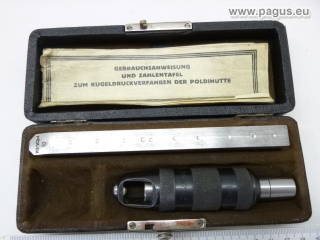 www.pagus.eu
GEBRAUCHSANWEISUNG
UND ZAHLENTAFEL
ZUM KUGELDRUCKVERFAHREN DER POLDIHÜTTE